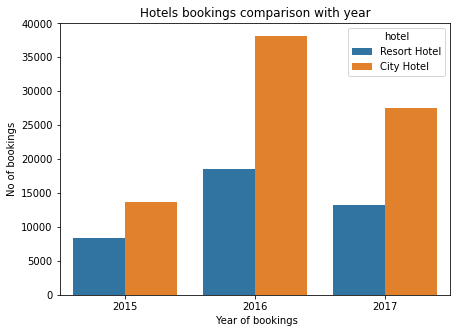 Hotels bookings comparison with year
hotel
Resort Hotel
City Hotel
No of bookings
40000
35000
30000
25000
20000
15000
10000
5000
0
2015 2016 2017
Year of bookings